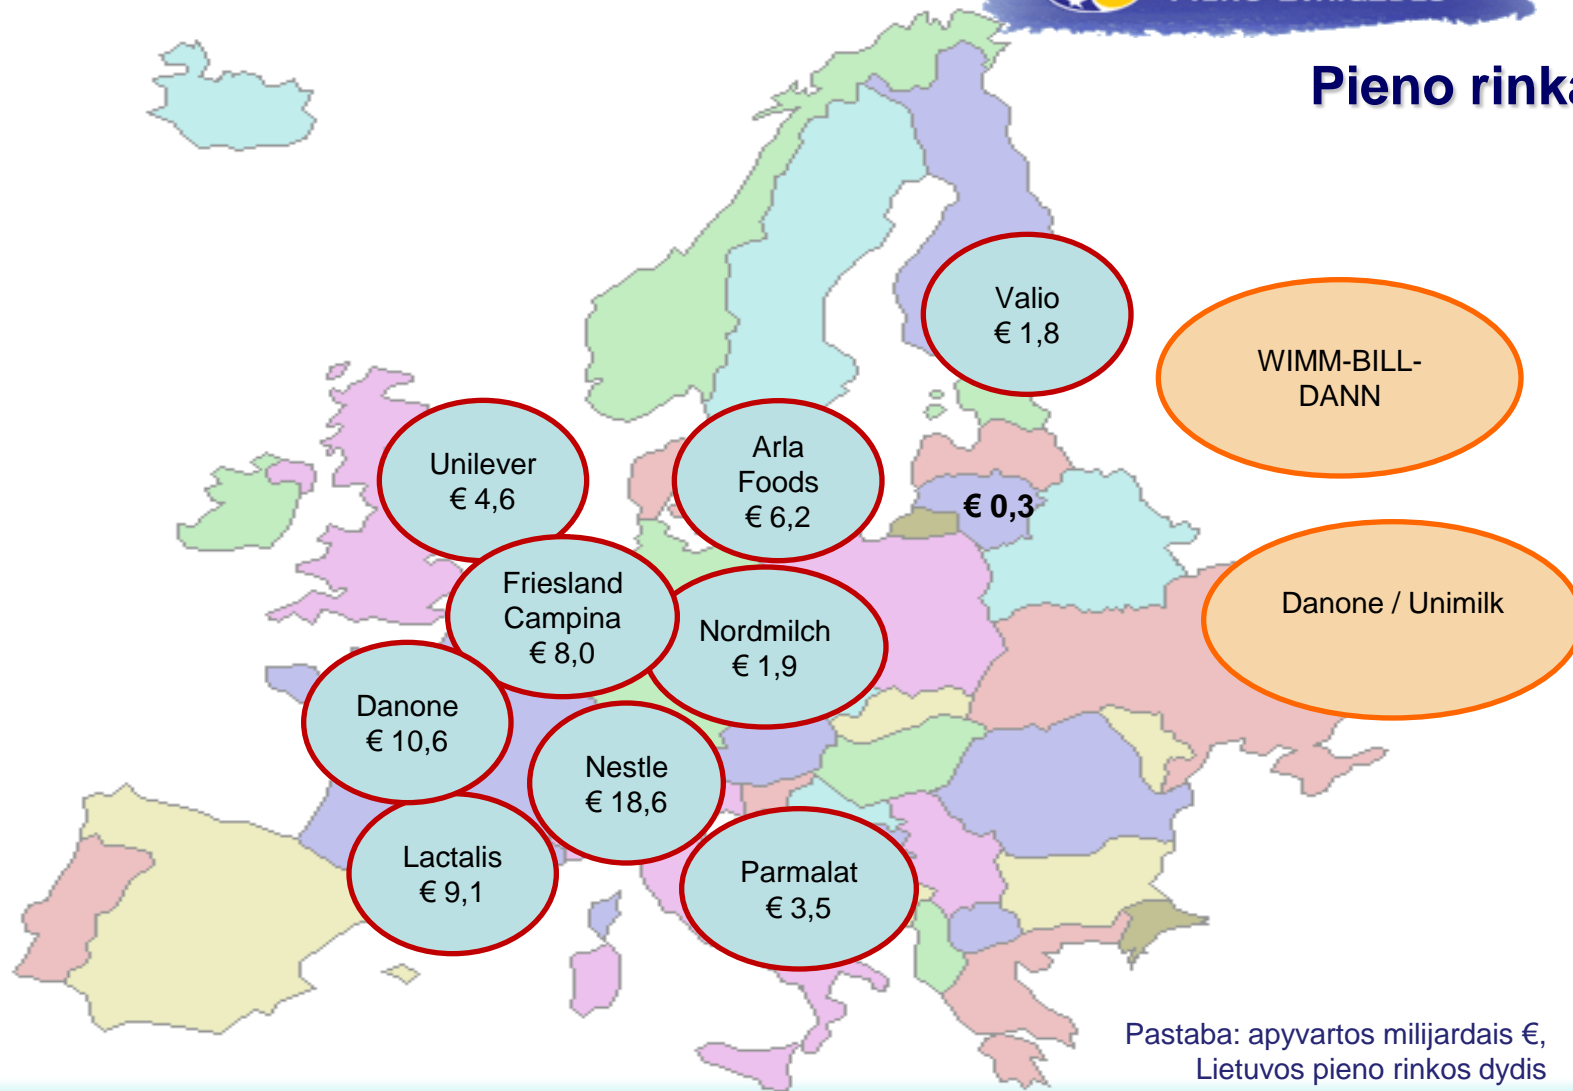 Pieno rinka
Valio
€ 1,8
WIMM-BILL-
DANN
Unilever
€ 4,6
Arla
Foods
€ 6,2
€ 0,3
Friesland
Campina
€ 8,0
Nordmilch
€ 1,9
Danone / Unimilk
Danone
€ 10,6
Nestle
€ 18,6
Lactalis
€ 9,1
Parmalat
€ 3,5
Pastaba: apyvartos milijardais €,
Lietuvos pieno rinkos dydis